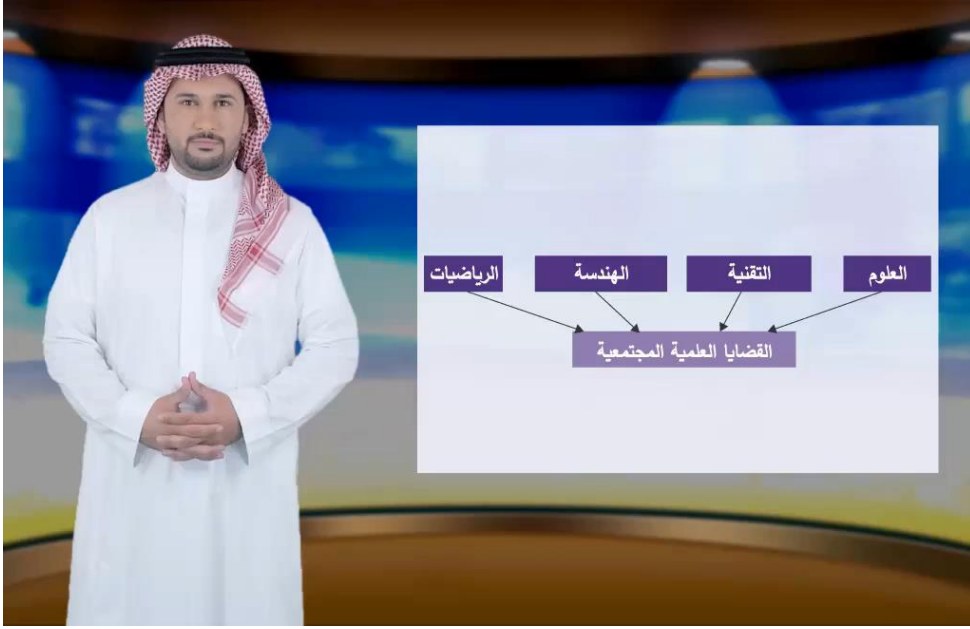 العلوم
التقنية
الهندسة
الرياضيات
القضايا العلمية المجتمعية